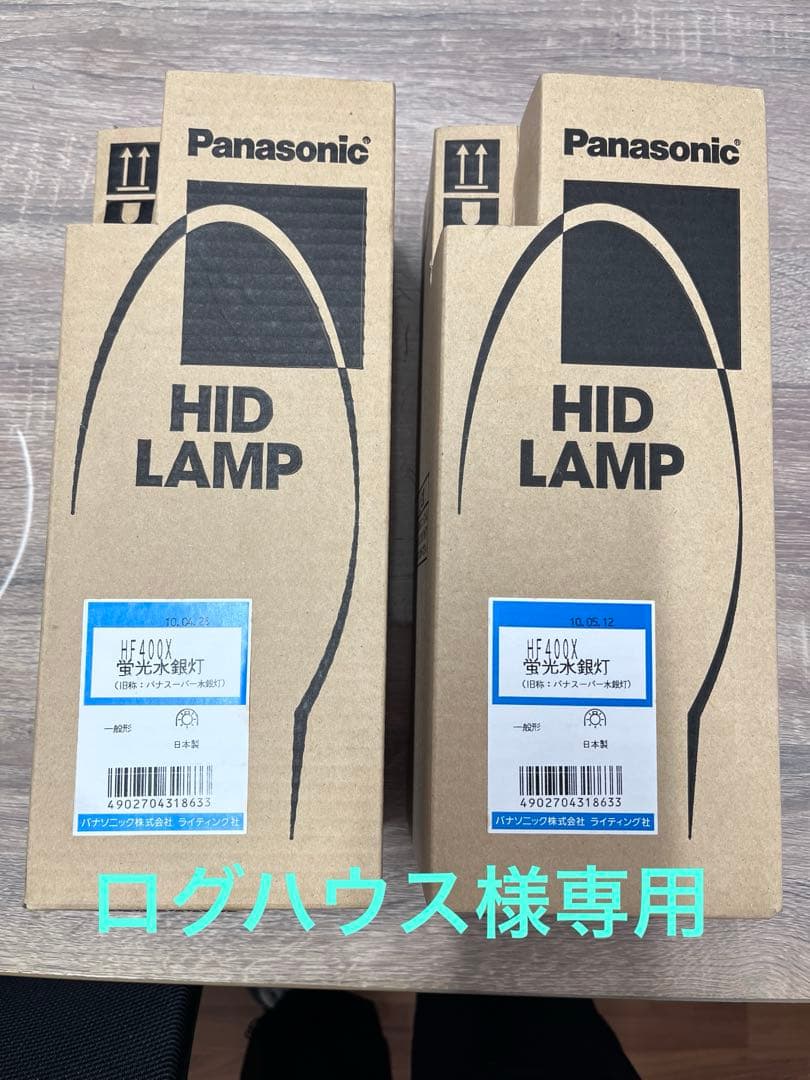 Panasonic
HID
LAMP
10.04.23
HF400X
蛍光水銀灯
(旧称：パナスーパー水銀灯)
一般形
日本製
4902704318633
パナソニック株式会社 ライティング社
Panasonic
HID
LAMP
10.05.12
HF400X
蛍光水銀灯
(旧称：パナスーパー水銀灯)
一般形
日本製
4902704318633
パナソニック株式会社 ライティング社
ログハウス様専用